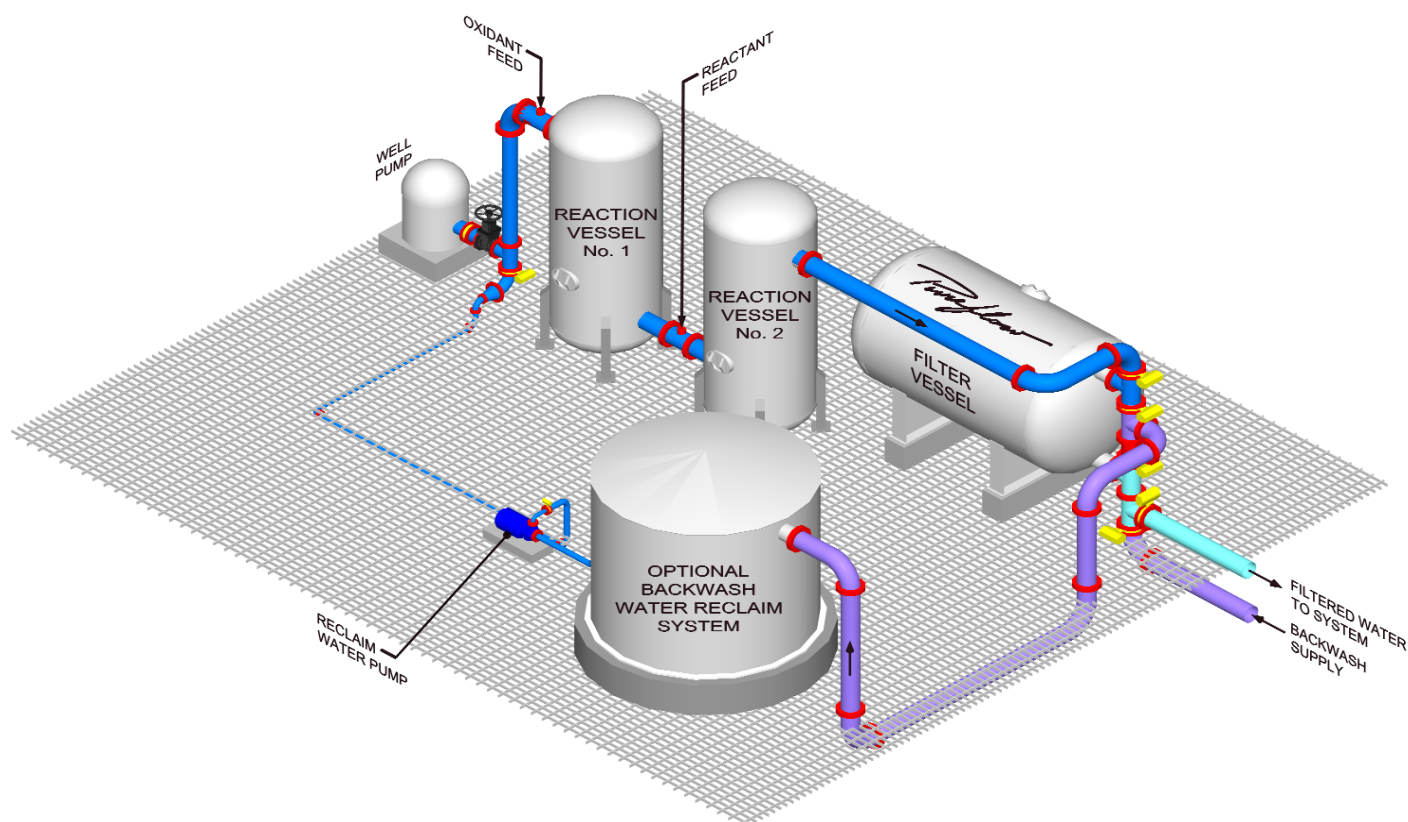 OXIDANT
FEED
REACTANT
FEED
WELL
PUMP
REACTION
VESSEL
No. 1
REACTION
VESSEL
No. 2
Pureflow
FILTER
VESSEL
OPTIONAL
BACKWASH
WATER RECLAIM
SYSTEM
RECLAIM
WATER PUMP
FILTERED WATER
TO SYSTEM
BACKWASH
SUPPLY